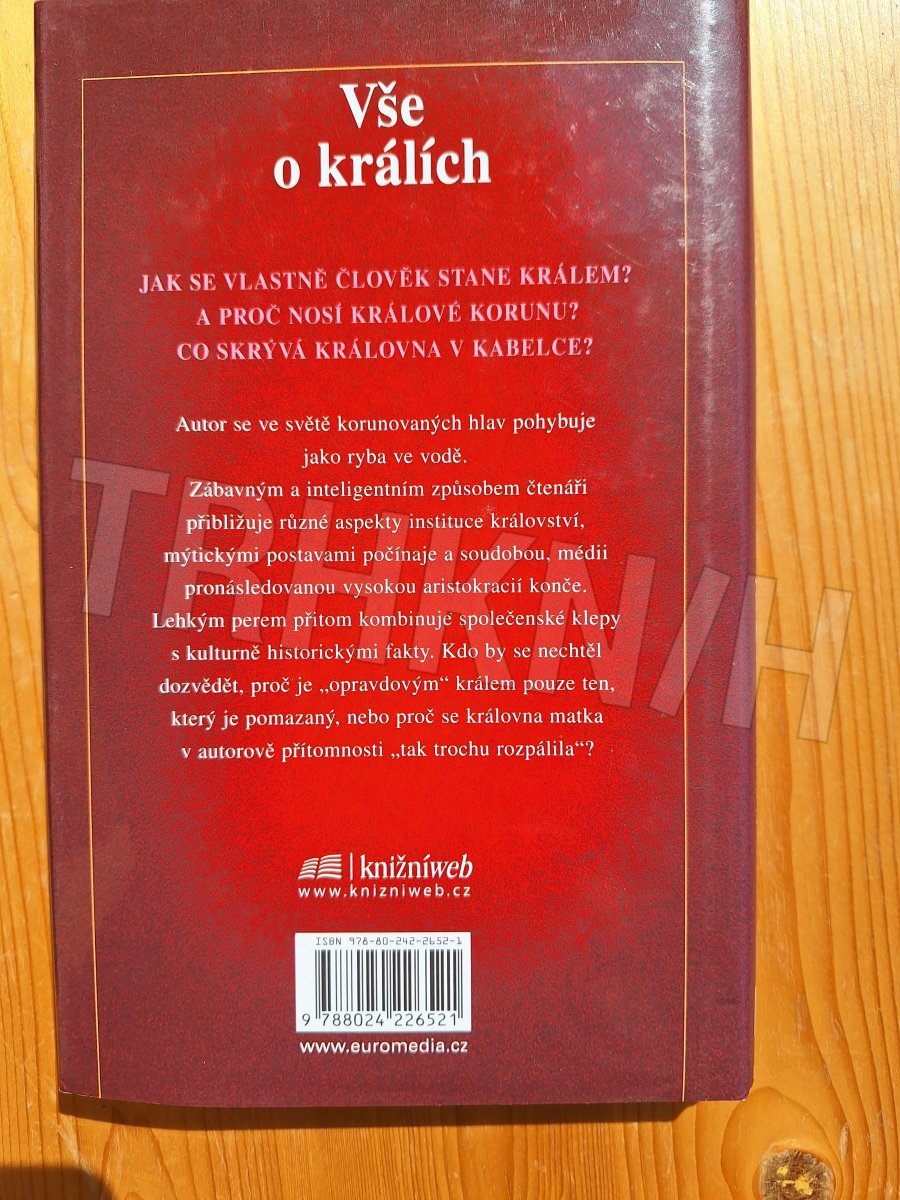 Vše
o králích
JAK SE VLASTNĚ ČLOVĚK STANE KRÁLEM?
A PROČ NOSÍ KRÁLOVÉ KORUNU?
CO SKRÝVÁ KRÁLOVNA V KABELCE?
Autor se ve světě korunovaných hlav pohybuje
jako ryba ve vodě.
Zábavným a inteligentním způsobem čtenáři
přibližuje různé aspekty instituce království,
mýtickými postavami počínaje a soudobou, médii
pronásledovanou vysokou aristokracií konče.
Lehkým perem přitom kombinuje společenské klepy
s kulturně historickými fakty. Kdo by se nechtěl
dozvědět, proč je „opravdovým“ králem pouze ten,
který je pomazaný, nebo proč se královna matka
v autorově přítomnosti „tak trochu rozpálila“?
knižníweb
www.knizniweb.cz
ISBN 978-80-242-2652-1
9 788024 226521
www.euromedia.cz
TRHKNIH